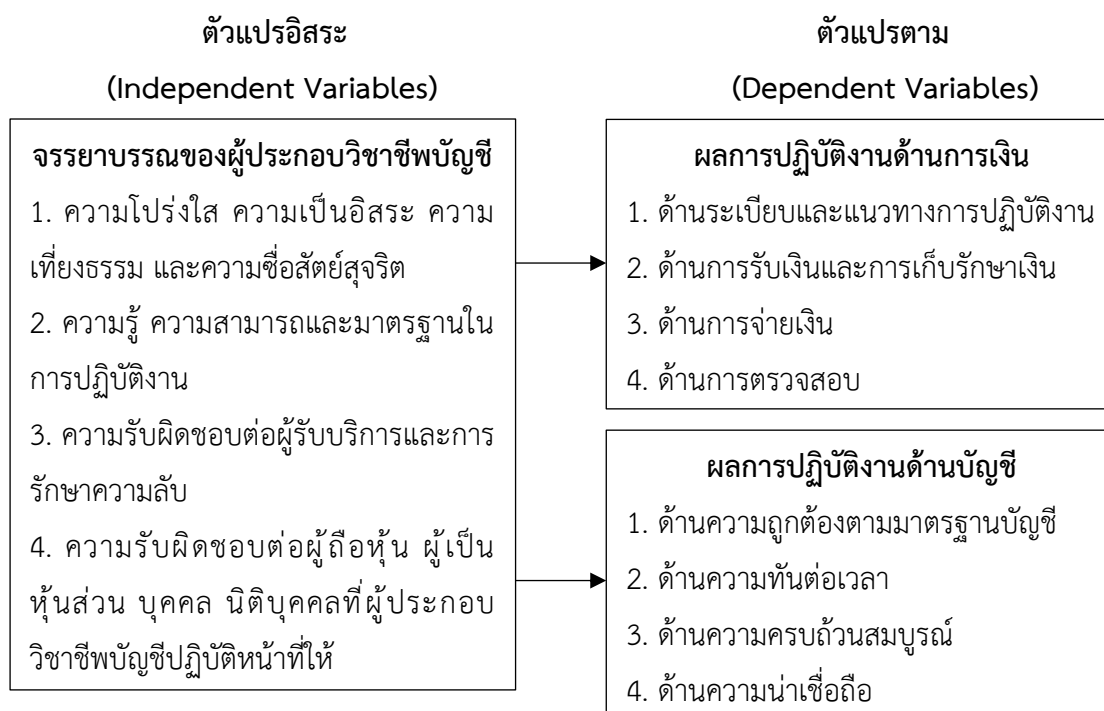 ตัวแปรอิสระ
(Independent Variables)
จรรยาบรรณของผู้ประกอบวิชาชีพบัญชี
1. ความโปร่งใส ความเป็นอิสระ ความ
เที่ยงธรรม และความซื่อสัตย์สุจริต
2. ความรู้ ความสามารถและมาตรฐานใน
การปฏิบัติงาน
3. ความรับผิดชอบต่อผู้รับบริการและการ
รักษาความลับ
4. ความรับผิดชอบต่อผู้ถือหุ้น ผู้เป็น
หุ้นส่วน บุคคล นิติบุคคลที่ผู้ประกอบ
วิชาชีพบัญชีปฏิบัติหน้าที่ให้
ตัวแปรตาม
(Dependent Variables)
ผลการปฏิบัติงานด้านการเงิน
1. ด้านระเบียบและแนวทางการปฏิบัติงาน
2. ด้านการรับเงินและการเก็บรักษาเงิน
3. ด้านการจ่ายเงิน
4. ด้านการตรวจสอบ
ผลการปฏิบัติงานด้านบัญชี
1. ด้านความถูกต้องตามมาตรฐานบัญชี
2. ด้านความทันต่อเวลา
3. ด้านความครบถ้วนสมบูรณ์
4. ด้านความน่าเชื่อถือ